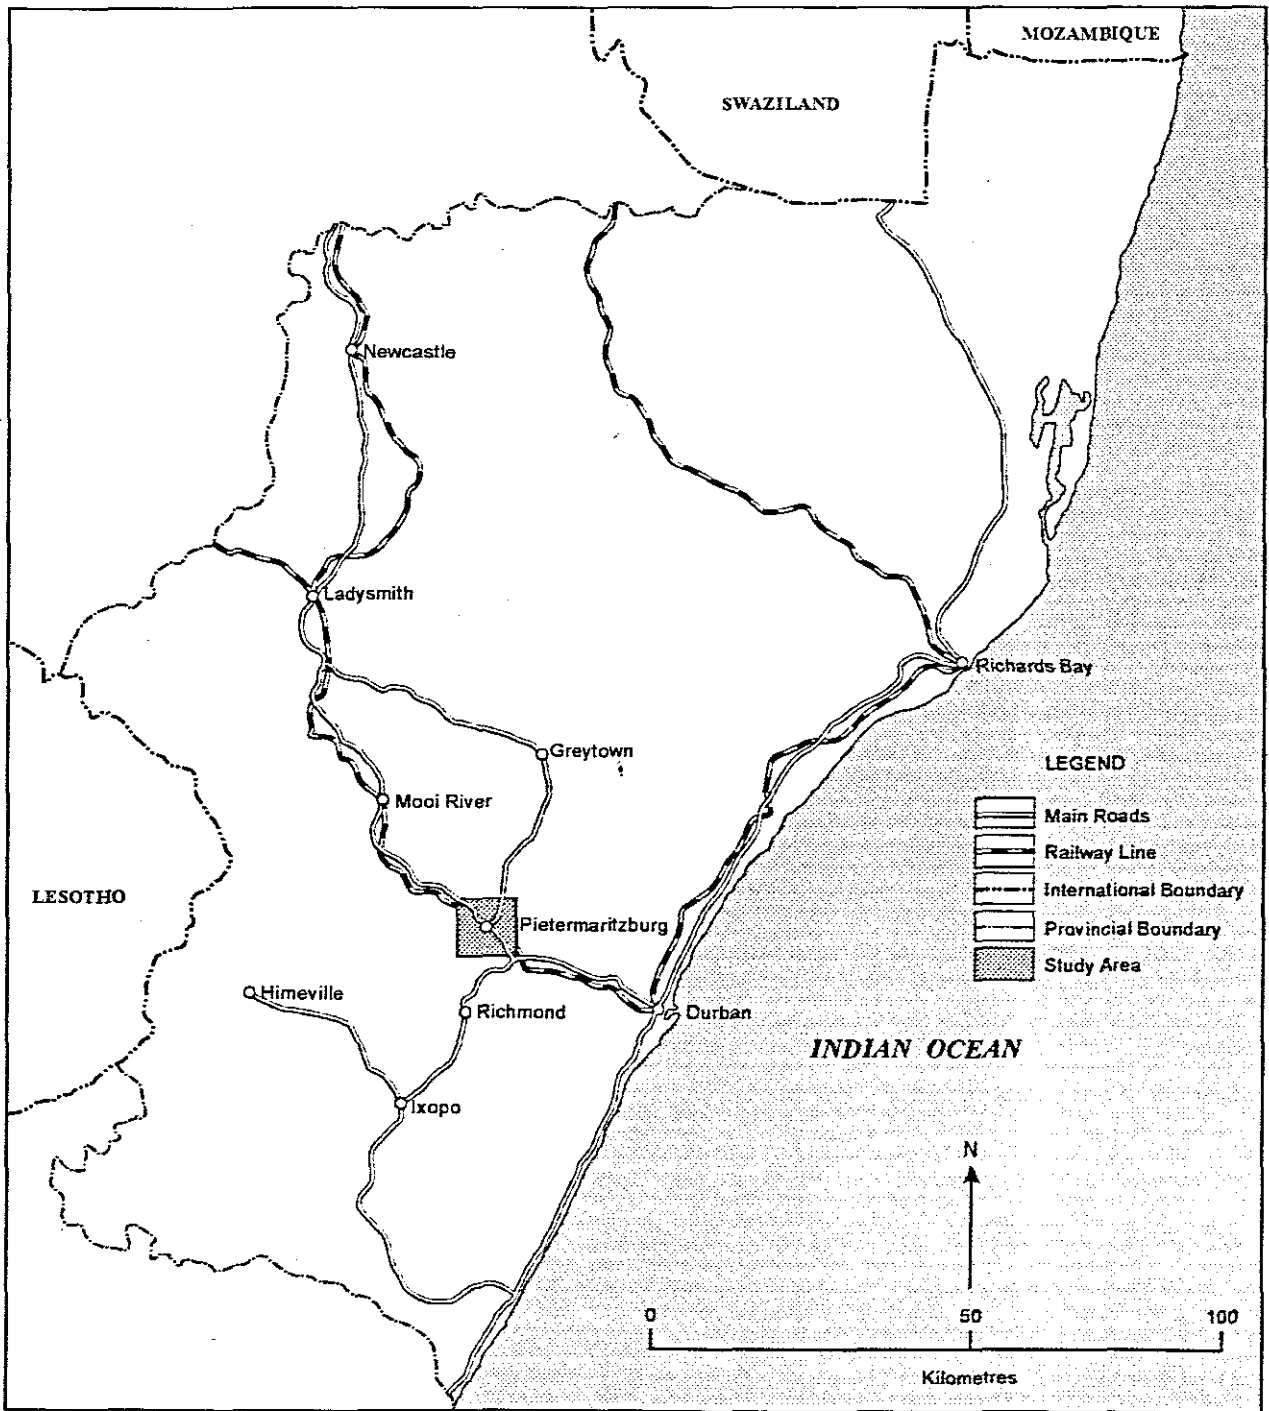 MOZAMBIQUE
SWAZILAND
Newcastle
Ladysmith
Richards Bay
Greytown
LEGEND
Mooi River
Main Roads
Railway Line
International Boundary
LESOTHO
Pietermaritzburg
Provincial Boundary
Study Area
Himeville
Richmond
Durban
INDIAN OCEAN
Ixopo
N
0 50 100
Kilometres